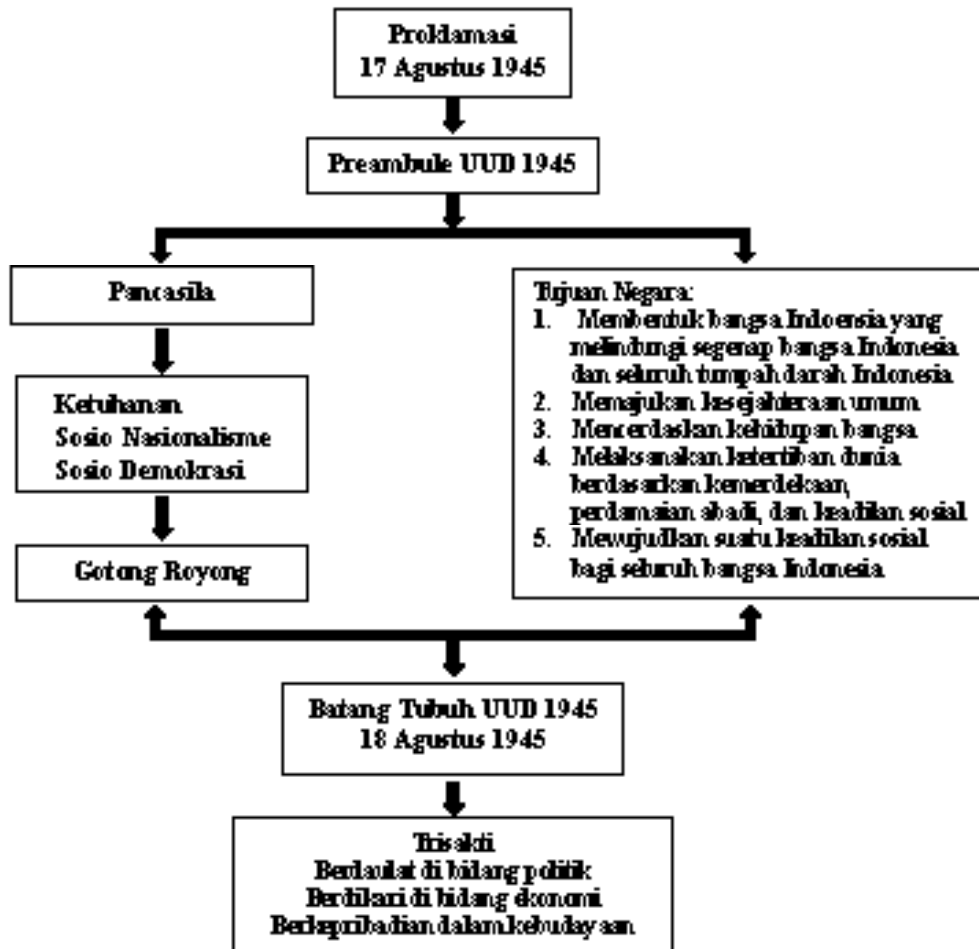 Proklamasi
17 Agustus 1945
Preambule UUD 1945
Pancasila
Ketuhanan
Sosio Nasionalisme
Sosio Demokrasi
Gotong Royong
Tujuan Negara:
1. Membentuk bangsa Indoensia yang
melindungi segenap bangsa Indonesia
dan seluruh tumpah darah Indonesia
2. Memajukan kesejahteraan umum
3. Mencerdaskan kehidupan bangsa
4. Melaksanakan ketertiban dunia
berdasarkan kemerdekaan,
perdamaian abadi, dan keadilan sosial
5. Mewujudkan suatu keadilan sosial
bagi seluruh bangsa Indonesia
Batang Tubuh UUD 1945
18 Agustus 1945
Trisakti
Berdaulat di bidang politik
Berdikari di bidang ekonomi
Berkepribadian dalam kebudayaan